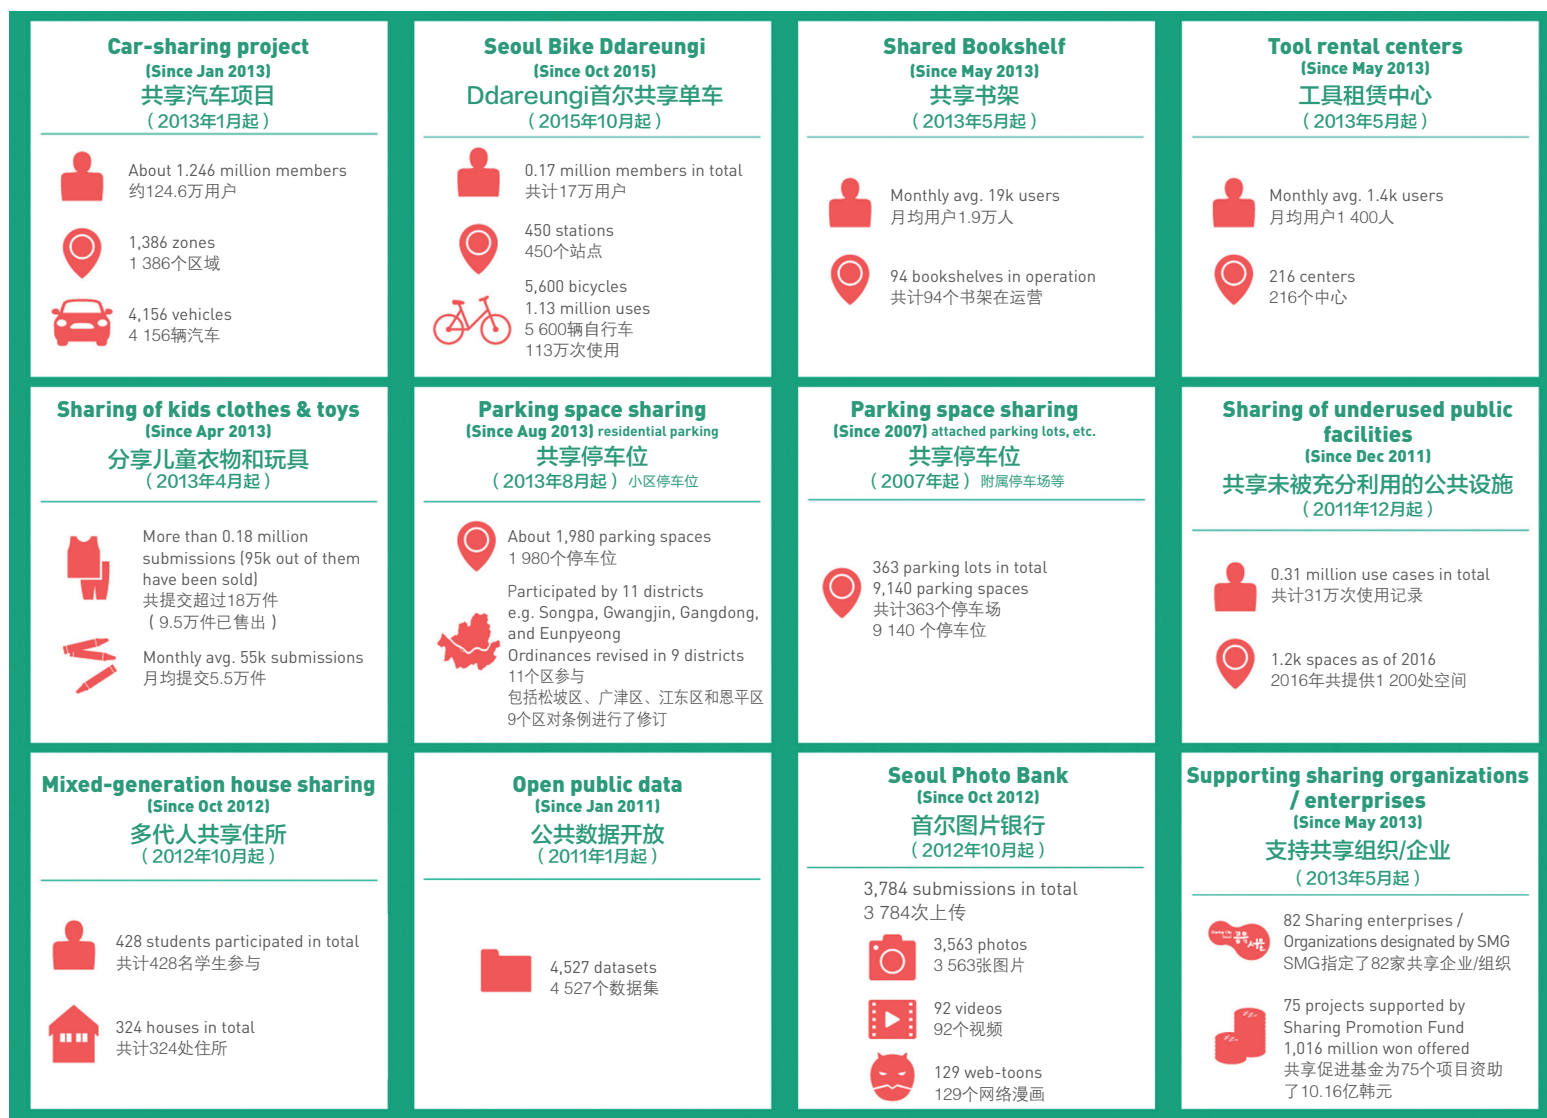 Car-sharing project
(Since Jan 2013)
共享汽车项目
（2013年1月起）
About 1.246 million members
约124.6万用户
1,386 zones
1 386个区域
4,156 vehicles
4 156辆汽车
Seoul Bike Ddareungi
(Since Oct 2015)
Ddareungi首尔共享单车
（2015年10月起）
0.17 million members in total
共计17万用户
450 stations
450个站点
5,600 bicycles
1.13 million uses
5 600辆自行车
113万次使用
Shared Bookshelf
(Since May 2013)
共享书架
（2013年5月起）
Monthly avg. 19k users
月均用户1.9万人
94 bookshelves in operation
共计94个书架在运营
Tool rental centers
(Since May 2013)
工具租赁中心
（2013年5月起）
Monthly avg. 1.4k users
月均用户1 400人
216 centers
216个中心
Sharing of kids clothes & toys
(Since Apr 2013)
分享儿童衣物和玩具
（2013年4月起）
More than 0.18 million
submissions (95k out of them
have been sold)
共提交超过18万件
（9.5万件已售出）
Monthly avg. 55k submissions
月均提交5.5万件
Parking space sharing
(Since Aug 2013) residential parking
共享停车位
（2013年8月起）小区停车位
About 1,980 parking spaces
1 980个停车位
Participated by 11 districts
e.g. Songpa, Gwangjin, Gangdong,
and Eunpyeong
Ordinances revised in 9 districts
11个区参与
包括松坡区、广津区、江东区和恩平区
9个区对条例进行了修订
Parking space sharing
(Since 2007) attached parking lots, etc.
共享停车位
（2007年起）附属停车场等
363 parking lots in total
9,140 parking spaces
共计363个停车场
9 140 个停车位
Sharing of underused public
facilities
(Since Dec 2011)
共享未被充分利用的公共设施
（2011年12月起）
0.31 million use cases in total
共计31万次使用记录
1.2k spaces as of 2016
2016年共提供1 200处空间
Mixed-generation house sharing
(Since Oct 2012)
多代人共享住所
（2012年10月起）
428 students participated in total
共计428名学生参与
324 houses in total
共计324处住所
Open public data
(Since Jan 2011)
公共数据开放
（2011年1月起）
4,527 datasets
4 527个数据集
Seoul Photo Bank
(Since Oct 2012)
首尔图片银行
（2012年10月起）
3,784 submissions in total
3 784次上传
3,563 photos
3 563张图片
92 videos
92个视频
129 web-toons
129个网络漫画
Supporting sharing organizations
/ enterprises
(Since May 2013)
支持共享组织/企业
（2013年5月起）
82 Sharing enterprises /
Organizations designated by SMG
SMG指定了82家共享企业/组织
75 projects supported by
Sharing Promotion Fund
1,016 million won offered
共享促进基金为75个项目资助
了10.16亿韩元